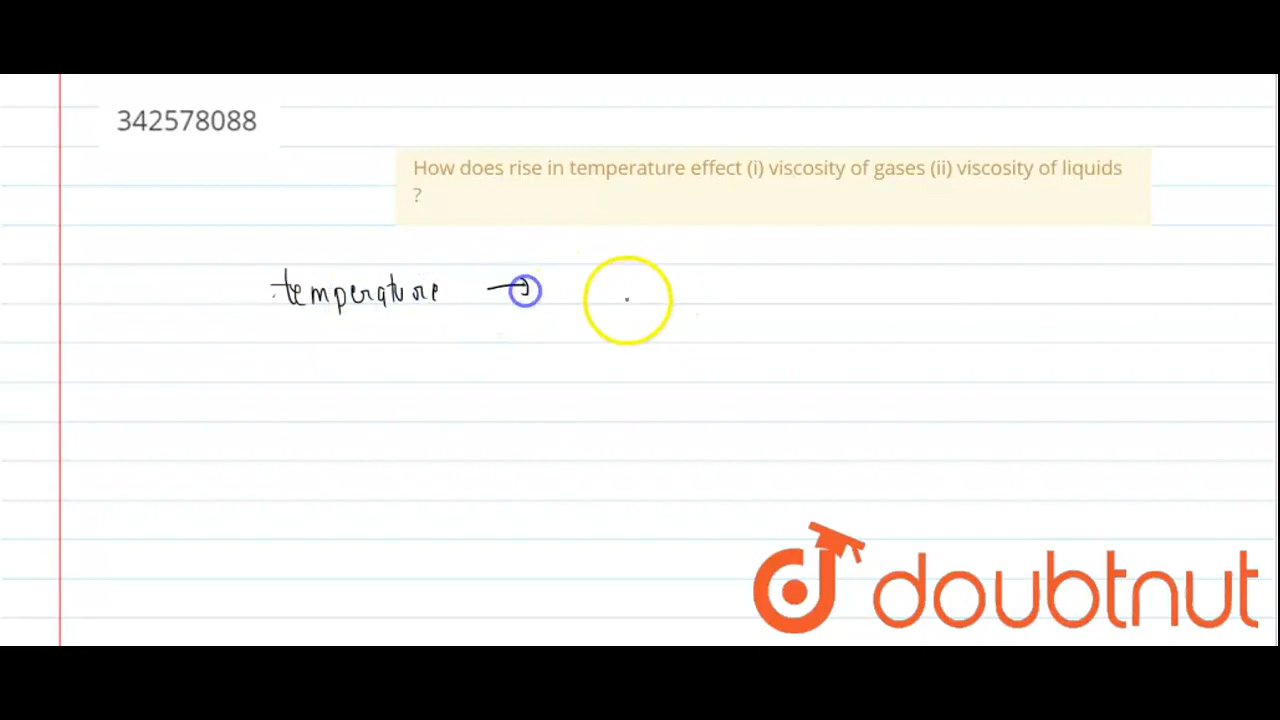 342578088
How does rise in temperature effect (i) viscosity of gases (ii) viscosity of liquids
?
temperature →
doubtnut